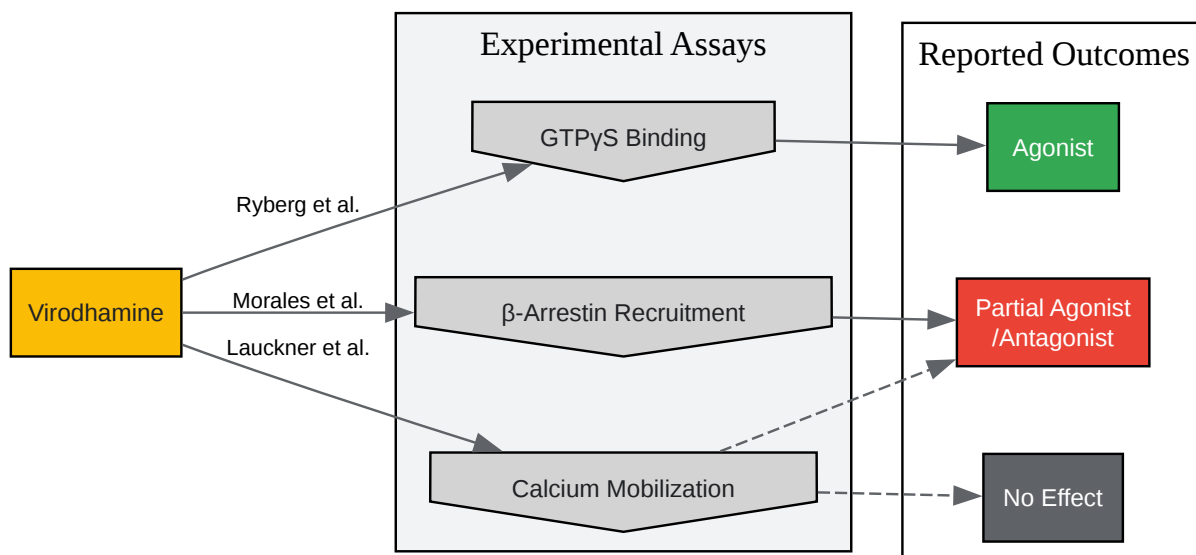 Experimental Assays
Reported Outcomes
GTPγS Binding
Agonist
Ryberg et al.
Virodhamine
Morales et al.
β-Arrestin Recruitment
Partial Agonist
/Antagonist
Lauckner et al.
Calcium Mobilization
No Effect